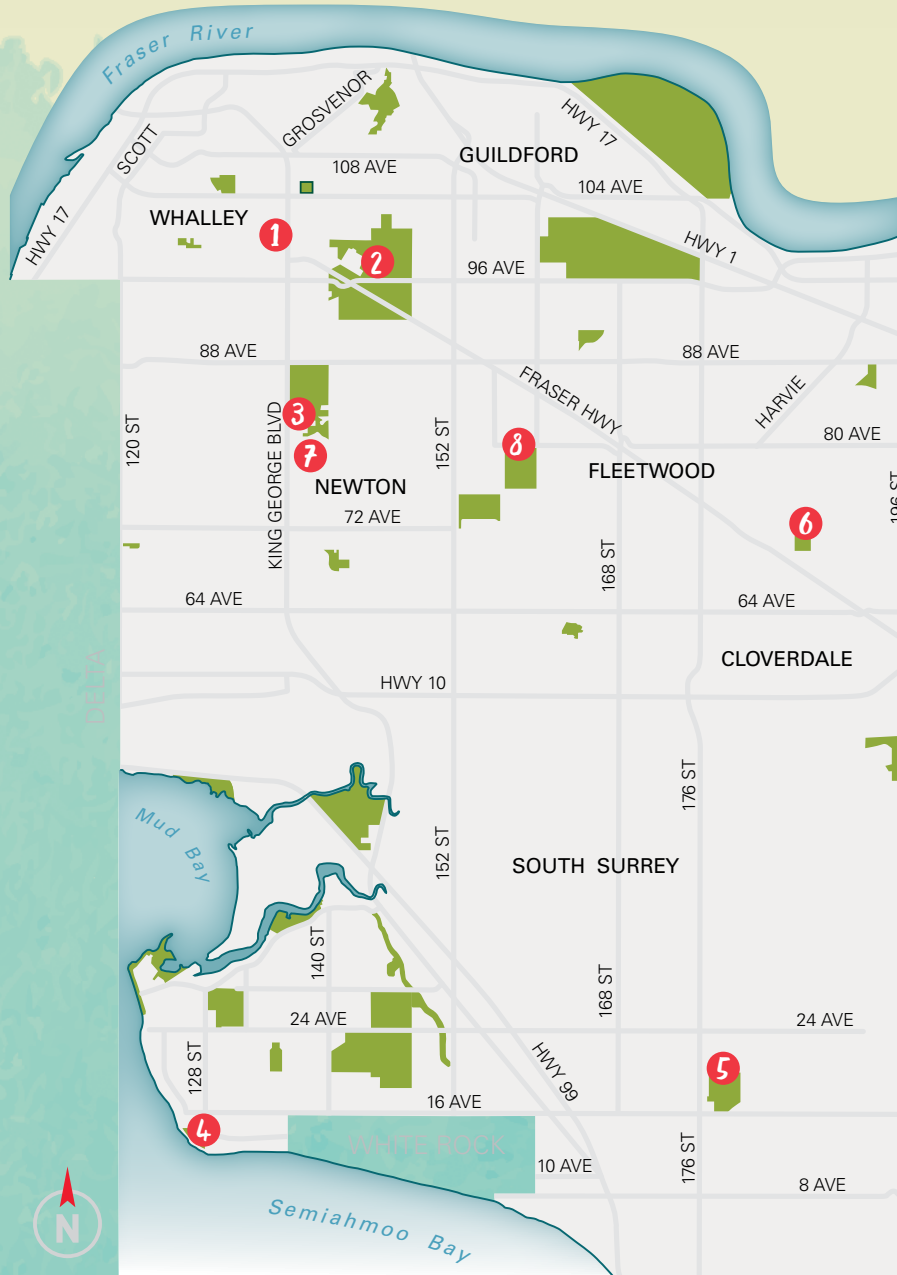 Fraser River
GROSVENOR
HWY 17
SCOTT
GUILDFORD
108 AVE
104 AVE
WHALLEY
HWY 17
1
HWY 1
2
96 AVE
88 AVE
88 AVE
FRASER HWY
HARVIE
3
KING GEORGE BLVD
120 ST
152 ST
8
80 AVE
7
FLEETWOOD
NEWTON
196 ST
72 AVE
6
168 ST
64 AVE
64 AVE
CLOVERDALE
DELTA
HWY 10
176 ST
Mud Bay
152 ST
SOUTH SURREY
140 ST
168 ST
24 AVE
24 AVE
128 ST
HWY 99
5
16 AVE
4
WHITE ROCK
176 ST
10 AVE
8 AVE
N
Semiahmoo Bay